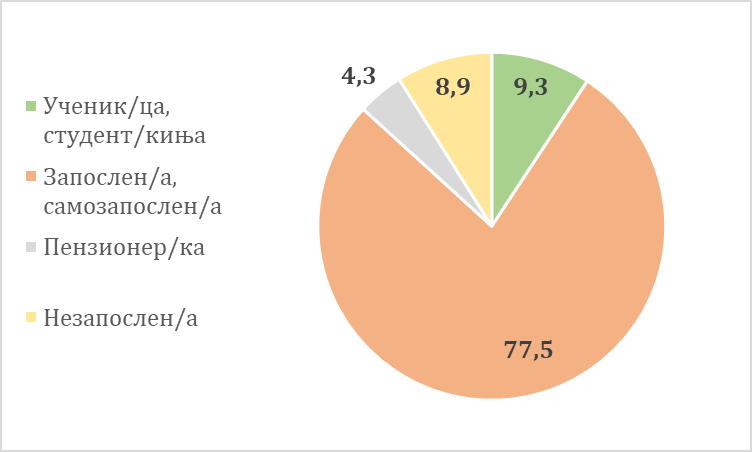 Ученик/ца,
студент/киња
Запослен/а,
самозапослен/а
Пензионер/ка
Незапослен/а
4,3
8,9
9,3
77,5